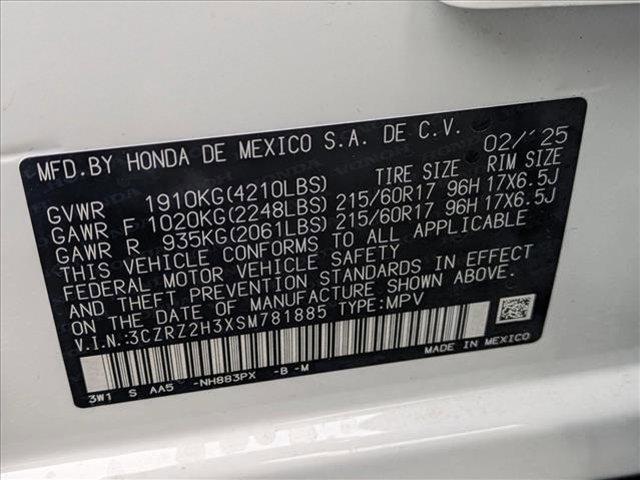 MFD.BY HONDA DE MEXICO S.A. DE C.V. 02/'25
TIRE SIZE RIM SIZE
GVWR 1910KG(4210LBS)
GAWR F 1020KG(2248LBS) 215/60R17 96H 17X6.5J
GAWR R 935KG(2061LBS) 215/60R17 96H 17X6.5J
THIS VEHICLE CONFORMS TO ALL APPLICABLE
FEDERAL MOTOR VEHICLE SAFETY
AND THEFT PREVENTION STANDARDS IN EFFECT
ON THE DATE OF MANUFACTURE SHOWN ABOVE.
V.I.N.:3CZRZ2H3XSM781885 TYPE:MPV
MADE IN MEXICO
3W1 S AA5 -NH883PX -B -M